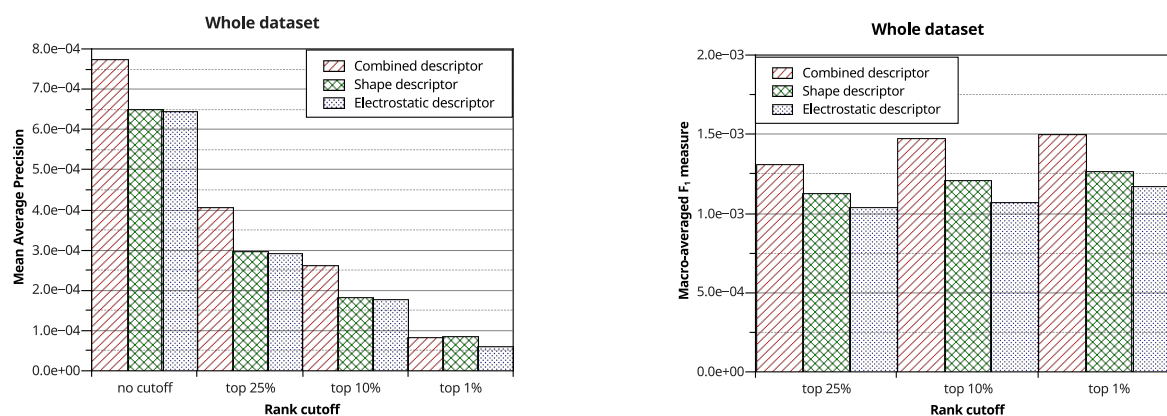 Whole dataset
8.0e−04
7.0e−04
6.0e−04
5.0e−04
4.0e−04
3.0e−04
2.0e−04
1.0e−04
0.0e+00
Mean Average Precision
Combined descriptor
Shape descriptor
Electrostatic descriptor
no cutoff
top 25%
top 10%
top 1%
Rank cutoff
Whole dataset
2.0e−03
1.5e−03
1.0e−03
5.0e−04
0.0e+00
Macro-averaged F₁ measure
Combined descriptor
Shape descriptor
Electrostatic descriptor
top 25%
top 10%
top 1%
Rank cutoff